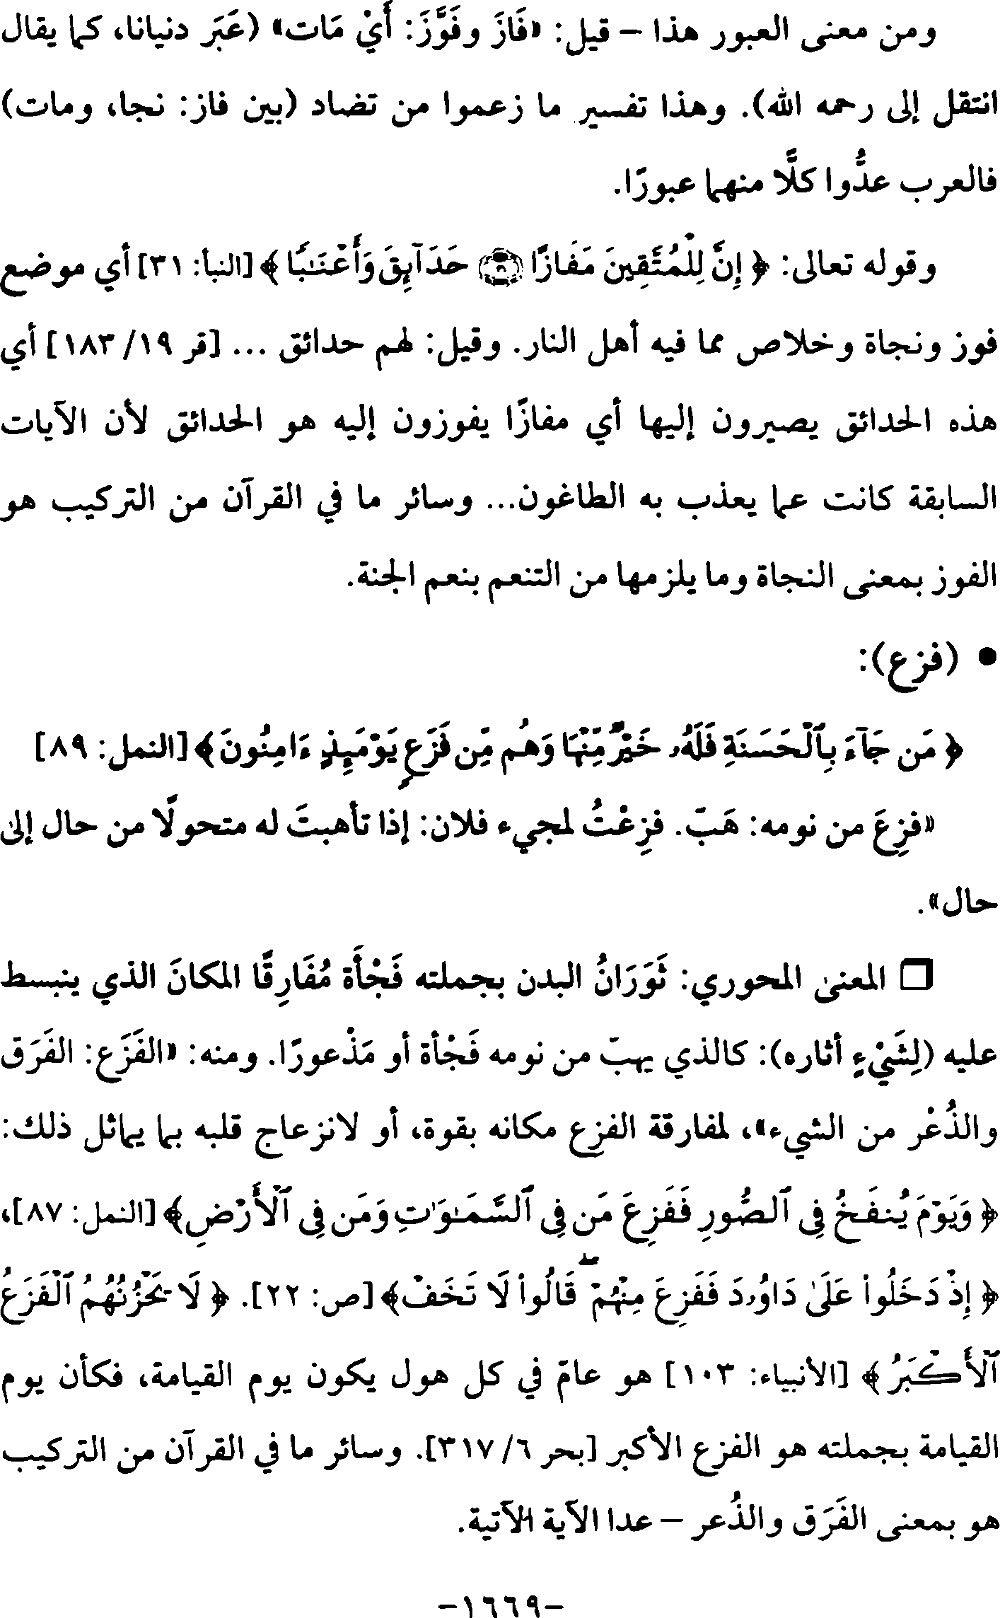 ومن معنى العبور هذا – قيل: «فَازَ وفَوَّزَ: أَيْ مَات» (عَبَر دنيانا، كما يقال
انتقل إلى رحمه الله). وهذا تفسير ما زعموا من تضاد (بين فاز: نجا، ومات)
فالعرب عدُّوا كلًّا منهما عبورًا.
وقوله تعالى: ﴿إِنَّ لِلْمُتَّقِينَ مَفَازًا ۝ حَدَآئِقَ وَأَعْنَـٰبًا﴾ [النبأ: ٣١] أي موضع
فوز ونجاة وخلاص مما فيه أهل النار. وقيل: لهم حدائق ... [قر ١٩/ ١٨٣] أي
هذه الحدائق يصيرون إليها أي مفازًا يفوزون إليه هو الحدائق لأن الآيات
السابقة كانت عما يعذب به الطاغون... وسائر ما في القرآن من التركيب هو
الفوز بمعنى النجاة وما يلزمها من التنعم بنعم الجنة.
• (فزع):
﴿مَن جَآءَ بِٱلْحَسَنَةِ فَلَهُۥ خَيْرٌ مِّنْهَا وَهُم مِّن فَزَعٍ يَوْمَئِذٍ ءَامِنُونَ﴾ [النمل: ٨٩]
«فزِعَ من نومه: هَبّ. فزِعْتُ لمجيء فلان: إذا تأهبتَ له متحولًا من حال إلى
حال».
❒ المعنى المحوري: ثَوَرَانُ البدن بجملته فَجْأَة مُفَارِقًا المكانَ الذي ينبسط
عليه (لِشَيْءٍ أثاره): كالذي يهبّ من نومه فَجْأة أو مَذْعورًا. ومنه: «الفَزَع: الفَرَق
والذُعْر من الشيء»، لمفارقة الفزِع مكانه بقوة، أو لانزعاج قلبه بما يماثل ذلك:
﴿وَيَوْمَ يُنفَخُ فِى ٱلصُّورِ فَفَزِعَ مَن فِى ٱلسَّمَـٰوَٰتِ وَمَن فِى ٱلْأَرْضِ﴾ [النمل: ٨٧]،
﴿إِذْ دَخَلُوا۟ عَلَىٰ دَاوُۥدَ فَفَزِعَ مِنْهُمْ ۖ قَالُوا۟ لَا تَخَفْ﴾ [ص: ٢٢]. ﴿لَا يَحْزُنُهُمُ ٱلْفَزَعُ
ٱلْأَكْبَرُ﴾ [الأنبياء: ١٠٣] هو عامّ في كل هول يكون يوم القيامة، فكأن يوم
القيامة بجملته هو الفزع الأكبر [بحر ٦/ ٣١٧]. وسائر ما في القرآن من التركيب
هو بمعنى الفَرَق والذُعر – عدا الآية الآتية.
-١٦٦٩-